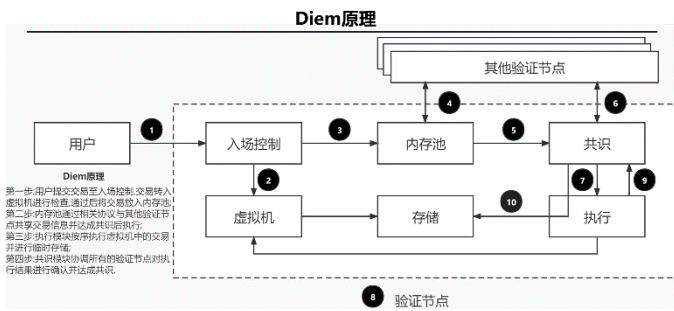 Diem原理
其他验证节点
4
6
用户
1
入场控制
3
内存池
5
共识
Diem原理
第一步:用户提交交易至入场控制,交易转入
虚拟机进行检查,通过后将交易放入内存池;
第二步:内存池通过相关协议与其他验证节
点共享交易信息并达成共识后执行;
第三步:执行模块按序执行虚拟机中的交易
并进行临时存储;
第四步:共识模块协调所有的验证节点对执
行结果进行确认并达成共识.
2
7
9
虚拟机
存储
10
执行
8
验证节点